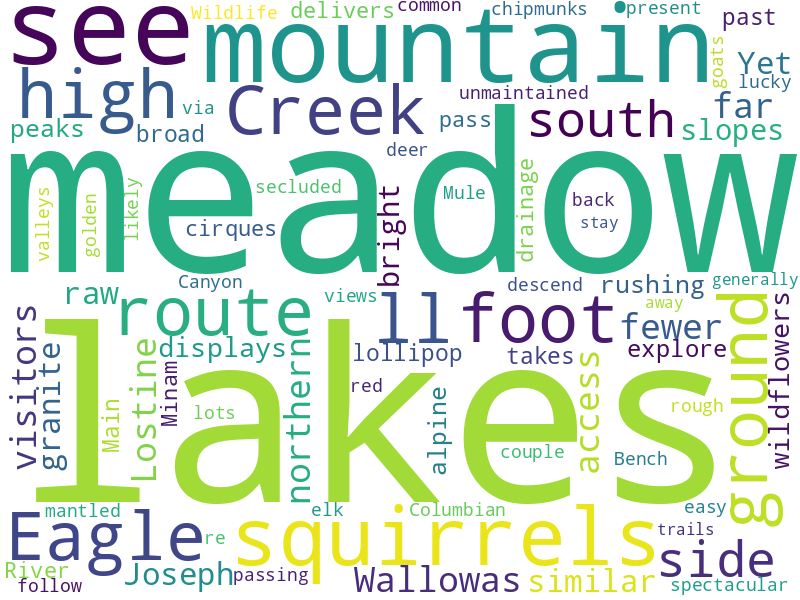 see
Wildlife
delivers
common
chipmunks
present
past
mountain
goats
Yet
lucky
high
via
Creek
unmaintained
far
peaks
broad
pass
south
slopes
deer
meadow
valleys
golden
likely
secluded
cirques
bright
Mule
drainage
back
stay
raw
Canyon
views
descend
rushing
generally
away
route
ll
foot
fewer
visitors
granite
displays
northern
lollipop
takes
explore
ground
wildflowers
Lostine
Minam
Main
lots
red
alpine
access
rough
lakes
couple
Bench
mantled
elk
Columbian
easy
Eagle
re
squirrels
trails
side
River
follow
Joseph
passing
Wallowas
similar
spectacular